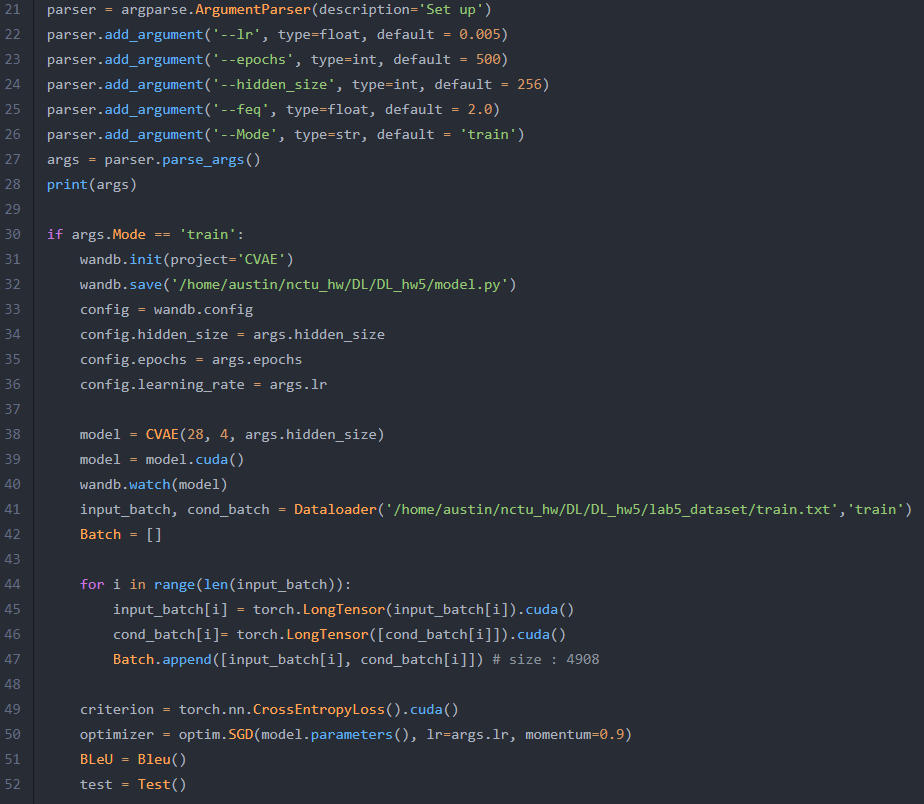 21 parser = argparse.ArgumentParser(description='Set up')
22 parser.add_argument('--lr', type=float, default = 0.005)
23 parser.add_argument('--epochs', type=int, default = 500)
24 parser.add_argument('--hidden_size', type=int, default = 256)
25 parser.add_argument('--feq', type=float, default = 2.0)
26 parser.add_argument('--Mode', type=str, default = 'train')
27 args = parser.parse_args()
28 print(args)
29
30 if args.Mode == 'train':
31     wandb.init(project='CVAE')
32     wandb.save('/home/austin/nctu_hw/DL/DL_hw5/model.py')
33     config = wandb.config
34     config.hidden_size = args.hidden_size
35     config.epochs = args.epochs
36     config.learning_rate = args.lr
37
38     model = CVAE(28, 4, args.hidden_size)
39     model = model.cuda()
40     wandb.watch(model)
41     input_batch, cond_batch = Dataloader('/home/austin/nctu_hw/DL/DL_hw5/lab5_dataset/train.txt','train')
42     Batch = []
43
44     for i in range(len(input_batch)):
45         input_batch[i] = torch.LongTensor(input_batch[i]).cuda()
46         cond_batch[i]= torch.LongTensor([cond_batch[i]]).cuda()
47         Batch.append([input_batch[i], cond_batch[i]]) # size : 4908
48
49     criterion = torch.nn.CrossEntropyLoss().cuda()
50     optimizer = optim.SGD(model.parameters(), lr=args.lr, momentum=0.9)
51     BLeU = Bleu()
52     test = Test()